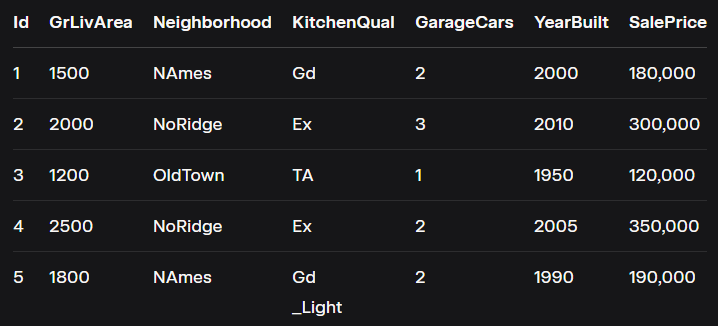 Id GrLivArea Neighborhood KitchenQual GarageCars YearBuilt SalePrice
1 1500 NAmes Gd 2 2000 180,000
2 2000 NoRidge Ex 3 2010 300,000
3 1200 OldTown TA 1 1950 120,000
4 2500 NoRidge Ex 2 2005 350,000
5 1800 NAmes Gd 2 1990 190,000
_Light